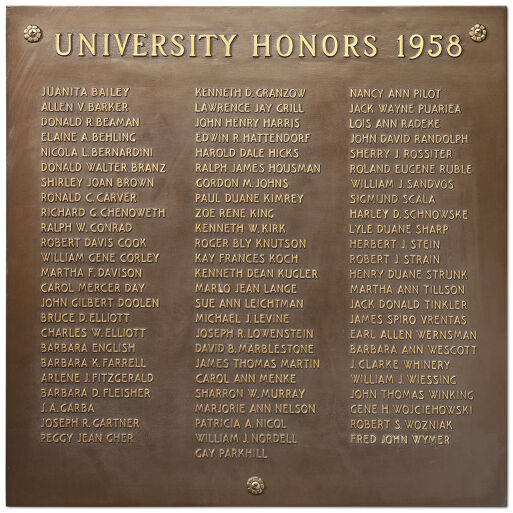 UNIVERSITY HONORS 1958
JUANITA BAILEY
ALLEN V. BARKER
DONALD R. BEAMAN
ELAINE A. BEHLING
NICOLA L. BERNARDINI
DONALD WALTER BRANZ
SHIRLEY JOAN BROWN
RONALD C. CARVER
RICHARD G. CHENOWETH
RALPH W. CONRAD
ROBERT DAVIS COOK
WILLIAM GENE CORLEY
MARTHA F. DAVISON
CAROL MERCER DAY
JOHN GILBERT DOOLEN
BRUCE D. ELLIOTT
CHARLES W. ELLIOTT
BARBARA ENGLISH
BARBARA K. FARRELL
ARLENE J. FITZGERALD
BARBARA D. FLEISHER
J. A. GARBA
JOSEPH R. GARTNER
PEGGY JEAN GHER
KENNETH D. GRANZOW
LAWRENCE JAY GRILL
JOHN HENRY HARRIS
EDWIN R. HATTENDORF
HAROLD DALE HICKS
RALPH JAMES HOUSMAN
GORDON M. JOHNS
PAUL DUANE KIMREY
ZOE RENE KING
KENNETH W. KIRK
ROGER BLY KNUTSON
KAY FRANCES KOCH
KENNETH DEAN KUGLER
MARLO JEAN LANGE
SUE ANN LEICHTMAN
MICHAEL J. LEVINE
JOSEPH R. LOWENSTEIN
DAVID B. MARBLESTONE
JAMES THOMAS MARTIN
CAROL ANN MENKE
SHARRON W. MURRAY
MARJORIE ANN NELSON
PATRICIA A. NICOL
WILLIAM J. NORDELL
GAY PARKHILL
NANCY ANN PILOT
JACK WAYNE PUARIEA
LOIS ANN RADEKE
JOHN DAVID RANDOLPH
SHERRY J. ROSSITER
ROLAND EUGENE RUBLE
WILLIAM J. SANDVOS
SIGMUND SCALA
HARLEY D. SCHNOWSKE
LYLE DUANE SHARP
HERBERT J. STEIN
ROBERT J. STRAIN
HENRY DUANE STRUNK
MARTHA ANN TILLSON
JACK DONALD TINKLER
JAMES SPIRO VRENTAS
EARL ALLEN WERNSMAN
BARBARA ANN WESCOTT
J. CLARKE WHINERY
WILLIAM J. WIESSING
JOHN THOMAS WINKING
GENE H. WOJCIEHOWSKI
ROBERT S. WOZNIAK
FRED JOHN WYMER